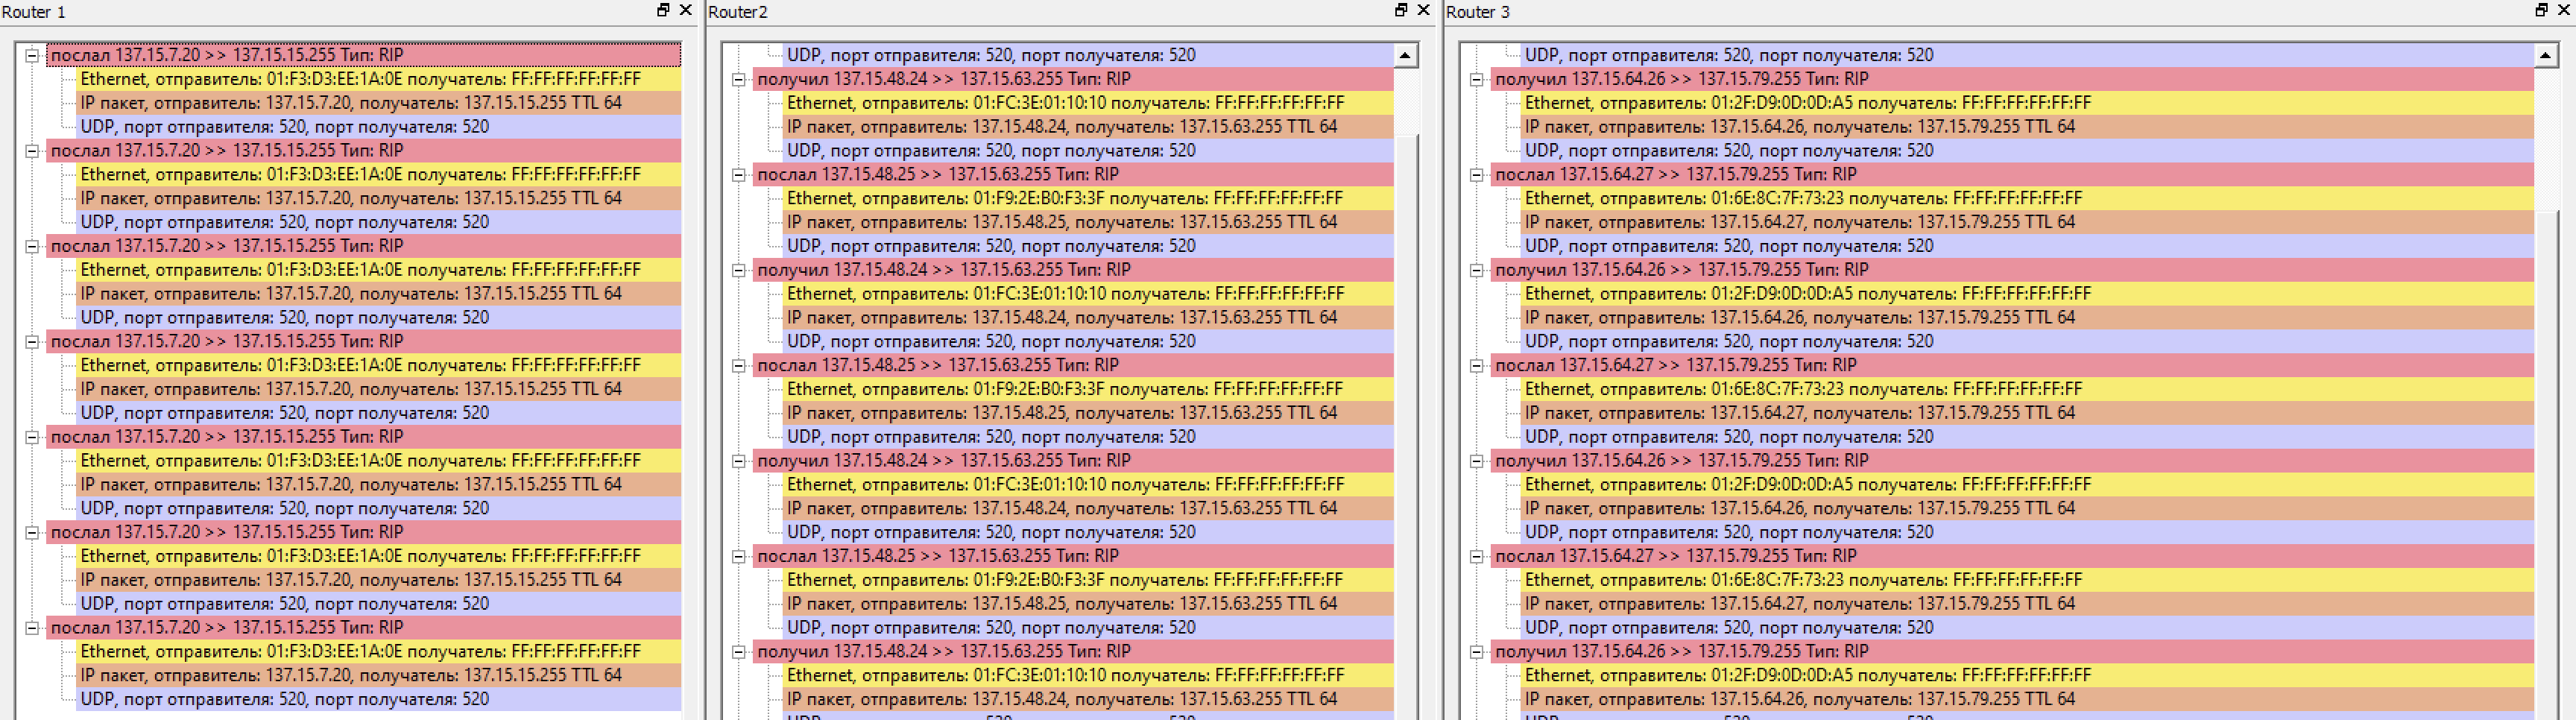 Router 1
послал 137.15.7.20 >> 137.15.15.255 Тип: RIP
Ethernet, отправитель: 01:F3:D3:EE:1A:0E получатель: FF:FF:FF:FF:FF:FF
IP пакет, отправитель: 137.15.7.20, получатель: 137.15.15.255 TTL 64
UDP, порт отправителя: 520, порт получателя: 520
послал 137.15.7.20 >> 137.15.15.255 Тип: RIP
Ethernet, отправитель: 01:F3:D3:EE:1A:0E получатель: FF:FF:FF:FF:FF:FF
IP пакет, отправитель: 137.15.7.20, получатель: 137.15.15.255 TTL 64
UDP, порт отправителя: 520, порт получателя: 520
послал 137.15.7.20 >> 137.15.15.255 Тип: RIP
Ethernet, отправитель: 01:F3:D3:EE:1A:0E получатель: FF:FF:FF:FF:FF:FF
IP пакет, отправитель: 137.15.7.20, получатель: 137.15.15.255 TTL 64
UDP, порт отправителя: 520, порт получателя: 520
послал 137.15.7.20 >> 137.15.15.255 Тип: RIP
Ethernet, отправитель: 01:F3:D3:EE:1A:0E получатель: FF:FF:FF:FF:FF:FF
IP пакет, отправитель: 137.15.7.20, получатель: 137.15.15.255 TTL 64
UDP, порт отправителя: 520, порт получателя: 520
послал 137.15.7.20 >> 137.15.15.255 Тип: RIP
Ethernet, отправитель: 01:F3:D3:EE:1A:0E получатель: FF:FF:FF:FF:FF:FF
IP пакет, отправитель: 137.15.7.20, получатель: 137.15.15.255 TTL 64
UDP, порт отправителя: 520, порт получателя: 520
послал 137.15.7.20 >> 137.15.15.255 Тип: RIP
Ethernet, отправитель: 01:F3:D3:EE:1A:0E получатель: FF:FF:FF:FF:FF:FF
IP пакет, отправитель: 137.15.7.20, получатель: 137.15.15.255 TTL 64
UDP, порт отправителя: 520, порт получателя: 520
послал 137.15.7.20 >> 137.15.15.255 Тип: RIP
Ethernet, отправитель: 01:F3:D3:EE:1A:0E получатель: FF:FF:FF:FF:FF:FF
IP пакет, отправитель: 137.15.7.20, получатель: 137.15.15.255 TTL 64
UDP, порт отправителя: 520, порт получателя: 520
Router2
UDP, порт отправителя: 520, порт получателя: 520
получил 137.15.48.24 >> 137.15.63.255 Тип: RIP
Ethernet, отправитель: 01:FC:3E:01:10:10 получатель: FF:FF:FF:FF:FF:FF
IP пакет, отправитель: 137.15.48.24, получатель: 137.15.63.255 TTL 64
UDP, порт отправителя: 520, порт получателя: 520
послал 137.15.48.25 >> 137.15.63.255 Тип: RIP
Ethernet, отправитель: 01:F9:2E:B0:F3:3F получатель: FF:FF:FF:FF:FF:FF
IP пакет, отправитель: 137.15.48.25, получатель: 137.15.63.255 TTL 64
UDP, порт отправителя: 520, порт получателя: 520
получил 137.15.48.24 >> 137.15.63.255 Тип: RIP
Ethernet, отправитель: 01:FC:3E:01:10:10 получатель: FF:FF:FF:FF:FF:FF
IP пакет, отправитель: 137.15.48.24, получатель: 137.15.63.255 TTL 64
UDP, порт отправителя: 520, порт получателя: 520
послал 137.15.48.25 >> 137.15.63.255 Тип: RIP
Ethernet, отправитель: 01:F9:2E:B0:F3:3F получатель: FF:FF:FF:FF:FF:FF
IP пакет, отправитель: 137.15.48.25, получатель: 137.15.63.255 TTL 64
UDP, порт отправителя: 520, порт получателя: 520
получил 137.15.48.24 >> 137.15.63.255 Тип: RIP
Ethernet, отправитель: 01:FC:3E:01:10:10 получатель: FF:FF:FF:FF:FF:FF
IP пакет, отправитель: 137.15.48.24, получатель: 137.15.63.255 TTL 64
UDP, порт отправителя: 520, порт получателя: 520
послал 137.15.48.25 >> 137.15.63.255 Тип: RIP
Ethernet, отправитель: 01:F9:2E:B0:F3:3F получатель: FF:FF:FF:FF:FF:FF
IP пакет, отправитель: 137.15.48.25, получатель: 137.15.63.255 TTL 64
UDP, порт отправителя: 520, порт получателя: 520
получил 137.15.48.24 >> 137.15.63.255 Тип: RIP
Ethernet, отправитель: 01:FC:3E:01:10:10 получатель: FF:FF:FF:FF:FF:FF
IP пакет, отправитель: 137.15.48.24, получатель: 137.15.63.255 TTL 64
Router 3
UDP, порт отправителя: 520, порт получателя: 520
получил 137.15.64.26 >> 137.15.79.255 Тип: RIP
Ethernet, отправитель: 01:2F:D9:0D:0D:A5 получатель: FF:FF:FF:FF:FF:FF
IP пакет, отправитель: 137.15.64.26, получатель: 137.15.79.255 TTL 64
UDP, порт отправителя: 520, порт получателя: 520
послал 137.15.64.27 >> 137.15.79.255 Тип: RIP
Ethernet, отправитель: 01:6E:8C:7F:73:23 получатель: FF:FF:FF:FF:FF:FF
IP пакет, отправитель: 137.15.64.27, получатель: 137.15.79.255 TTL 64
UDP, порт отправителя: 520, порт получателя: 520
получил 137.15.64.26 >> 137.15.79.255 Тип: RIP
Ethernet, отправитель: 01:2F:D9:0D:0D:A5 получатель: FF:FF:FF:FF:FF:FF
IP пакет, отправитель: 137.15.64.26, получатель: 137.15.79.255 TTL 64
UDP, порт отправителя: 520, порт получателя: 520
послал 137.15.64.27 >> 137.15.79.255 Тип: RIP
Ethernet, отправитель: 01:6E:8C:7F:73:23 получатель: FF:FF:FF:FF:FF:FF
IP пакет, отправитель: 137.15.64.27, получатель: 137.15.79.255 TTL 64
UDP, порт отправителя: 520, порт получателя: 520
получил 137.15.64.26 >> 137.15.79.255 Тип: RIP
Ethernet, отправитель: 01:2F:D9:0D:0D:A5 получатель: FF:FF:FF:FF:FF:FF
IP пакет, отправитель: 137.15.64.26, получатель: 137.15.79.255 TTL 64
UDP, порт отправителя: 520, порт получателя: 520
послал 137.15.64.27 >> 137.15.79.255 Тип: RIP
Ethernet, отправитель: 01:6E:8C:7F:73:23 получатель: FF:FF:FF:FF:FF:FF
IP пакет, отправитель: 137.15.64.27, получатель: 137.15.79.255 TTL 64
UDP, порт отправителя: 520, порт получателя: 520
получил 137.15.64.26 >> 137.15.79.255 Тип: RIP
Ethernet, отправитель: 01:2F:D9:0D:0D:A5 получатель: FF:FF:FF:FF:FF:FF
IP пакет, отправитель: 137.15.64.26, получатель: 137.15.79.255 TTL 64